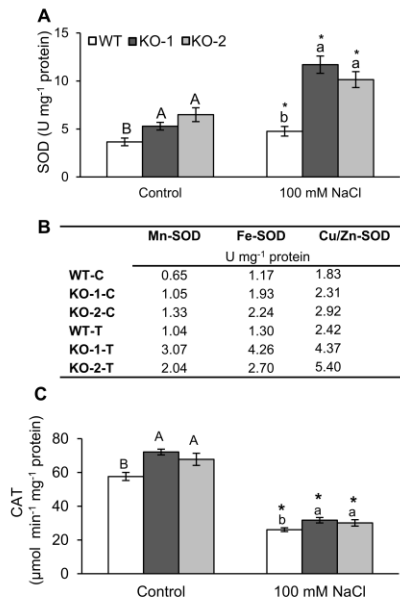 A
WT KO-1 KO-2
SOD (U mg-1 protein)
15
10
5
0
B
A
A
*
b
*
a
*
a
Control 100 mM NaCl
B
Mn-SOD Fe-SOD Cu/Zn-SOD
U mg-1 protein
WT-C 0.65 1.17 1.83
KO-1-C 1.05 1.93 2.31
KO-2-C 1.33 2.24 2.92
WT-T 1.04 1.30 2.42
KO-1-T 3.07 4.26 4.37
KO-2-T 2.04 2.70 5.40
C
CAT
(µmol min-1 mg-1 protein)
80
60
40
20
0
B
A
A
*
b
*
a
*
a
Control 100 mM NaCl